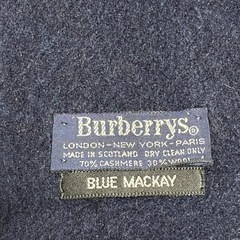 Burberrys®
LONDON-NEW YORK-PARIS
MADE IN SCOTLAND DRY CLEAN ONLY
70% CASHMERE 30% WOOL
BLUE MACKAY